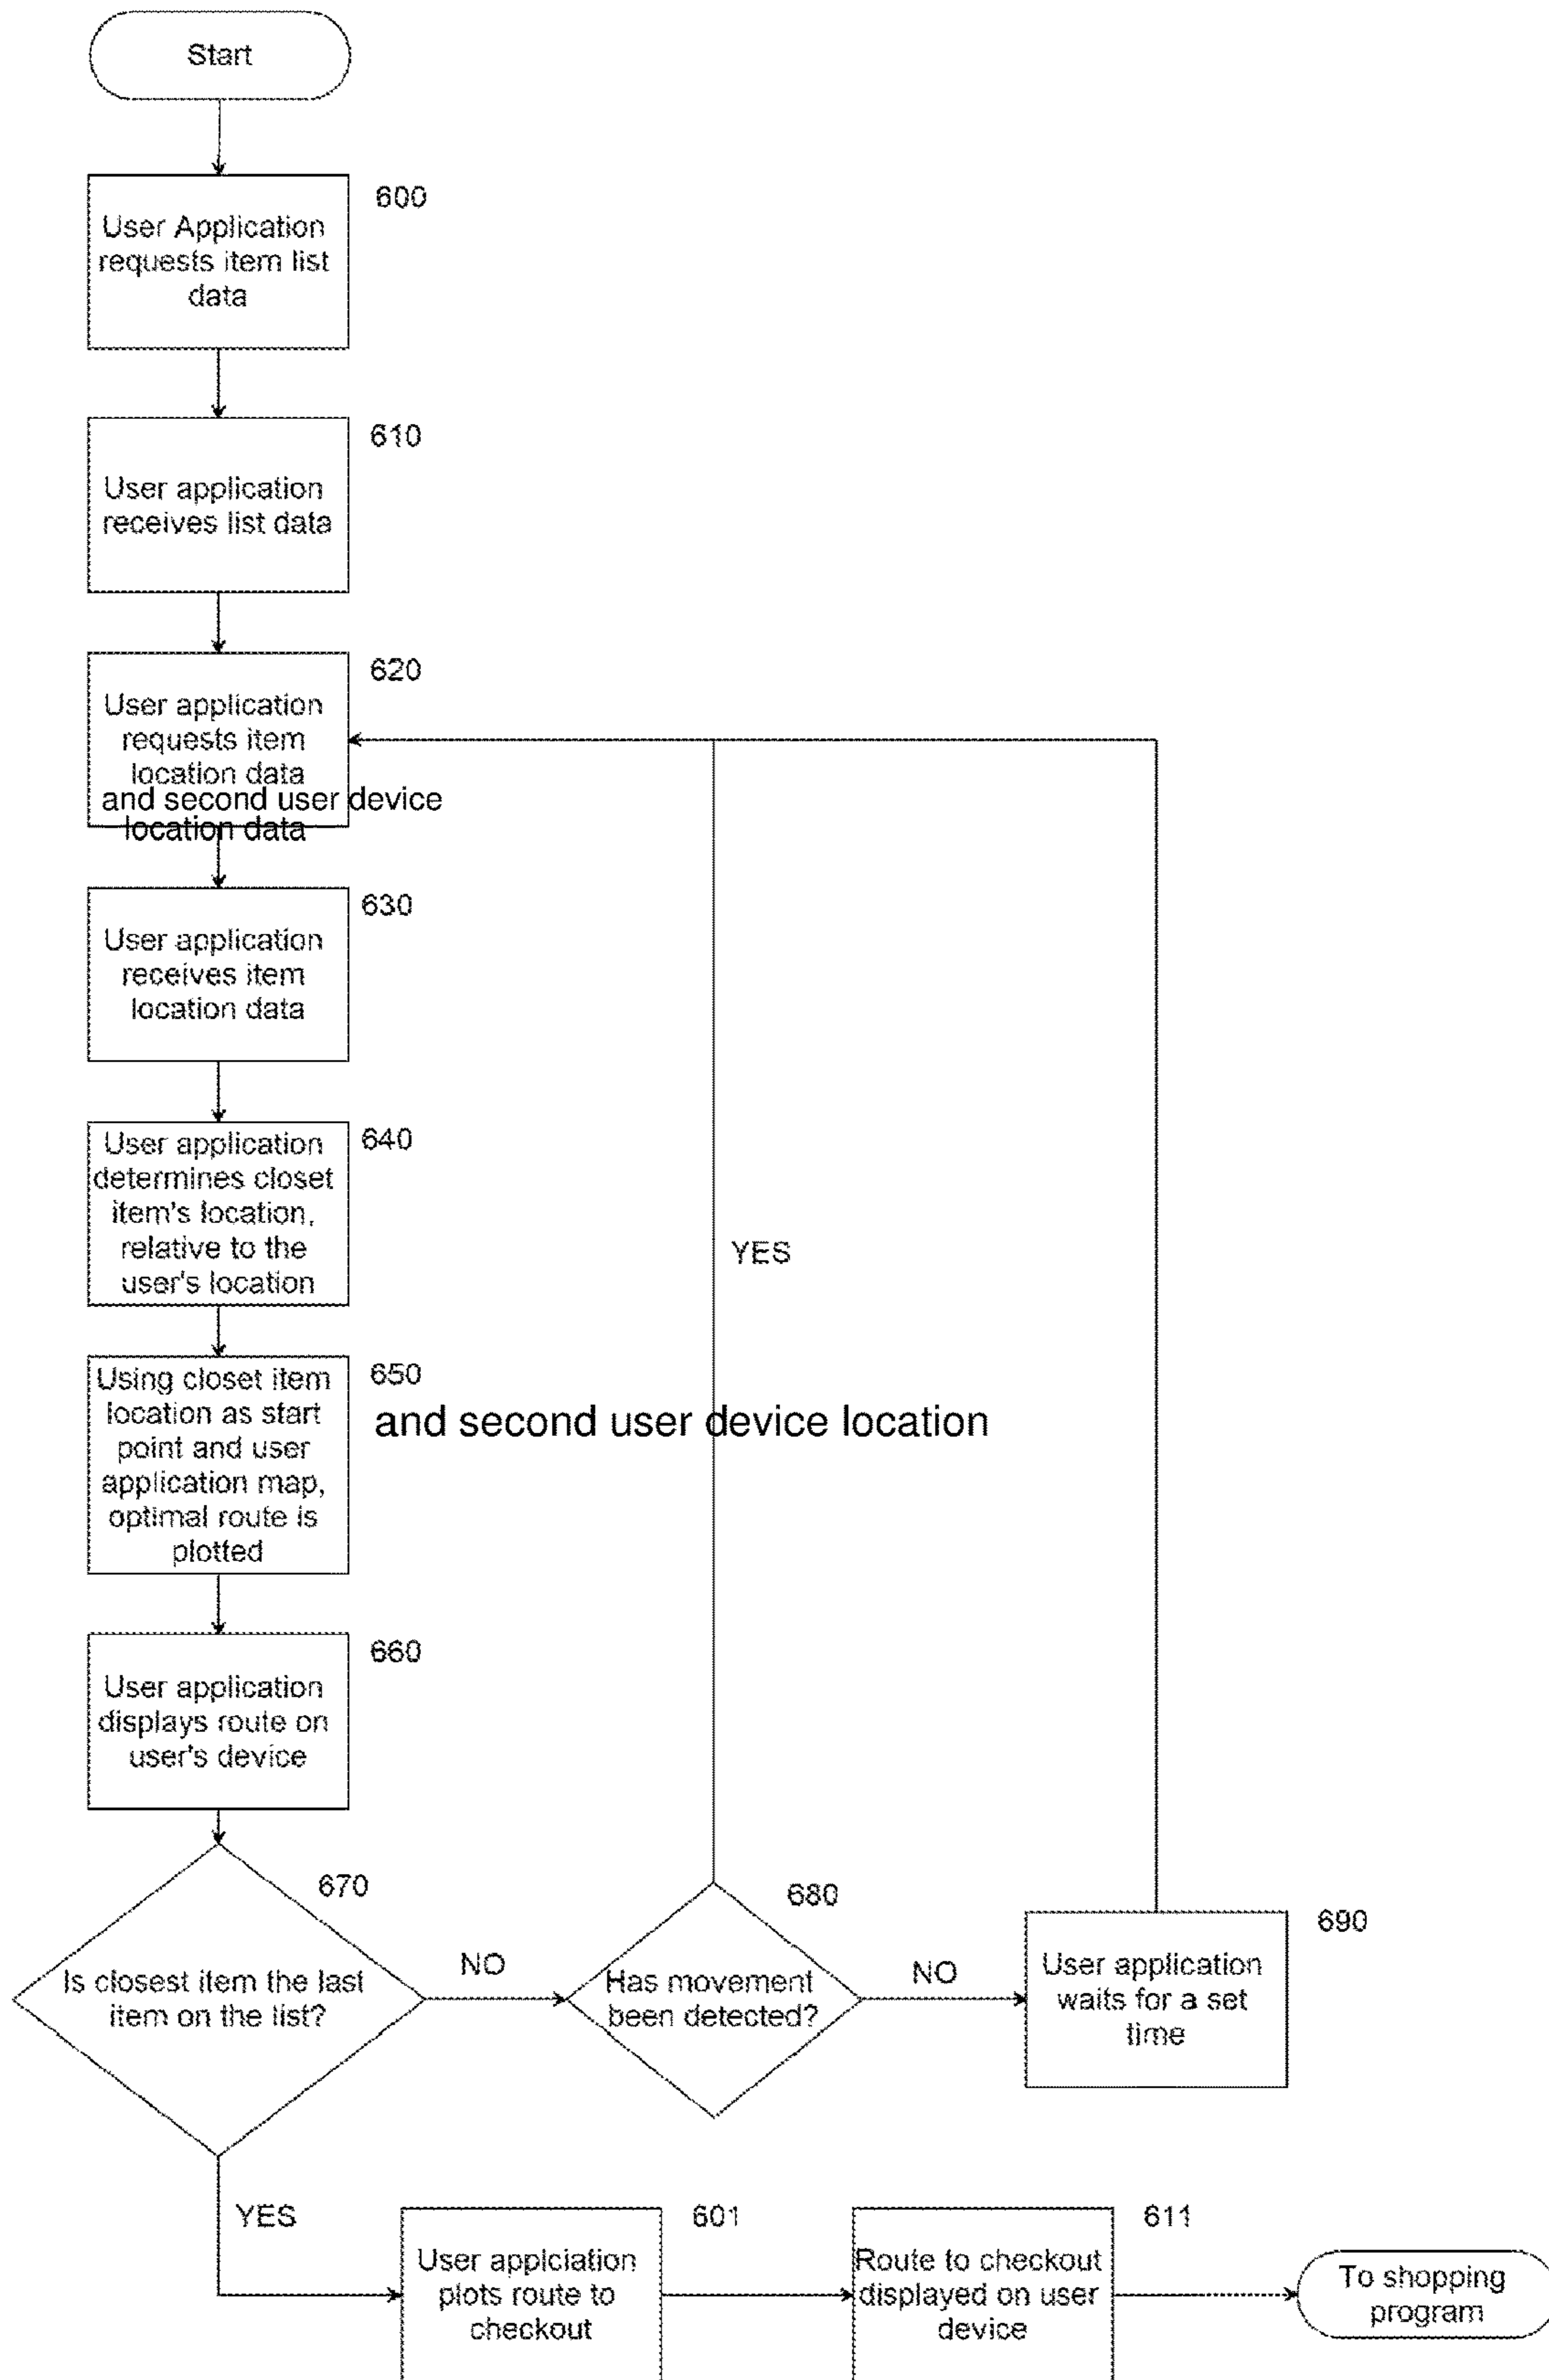 Start
600
User Application
requests item list
data
610
User application
receives list data
620
User application
requests item
location data
and second user device
location data
630
User application
receives item
location data
640
User application
determines closet
item's location,
relative to the
user's location
YES
650
Using closet item
location as start
point and user
application map,
optimal route is
plotted
and second user device location
660
User application
displays route on
user's device
670
Is closest item the last
item on the list?
NO
680
Has movement
been detected?
NO
690
User application
waits for a set
time
YES
601
User applciation
plots route to
checkout
611
Route to checkout
displayed on user
device
To shopping
program